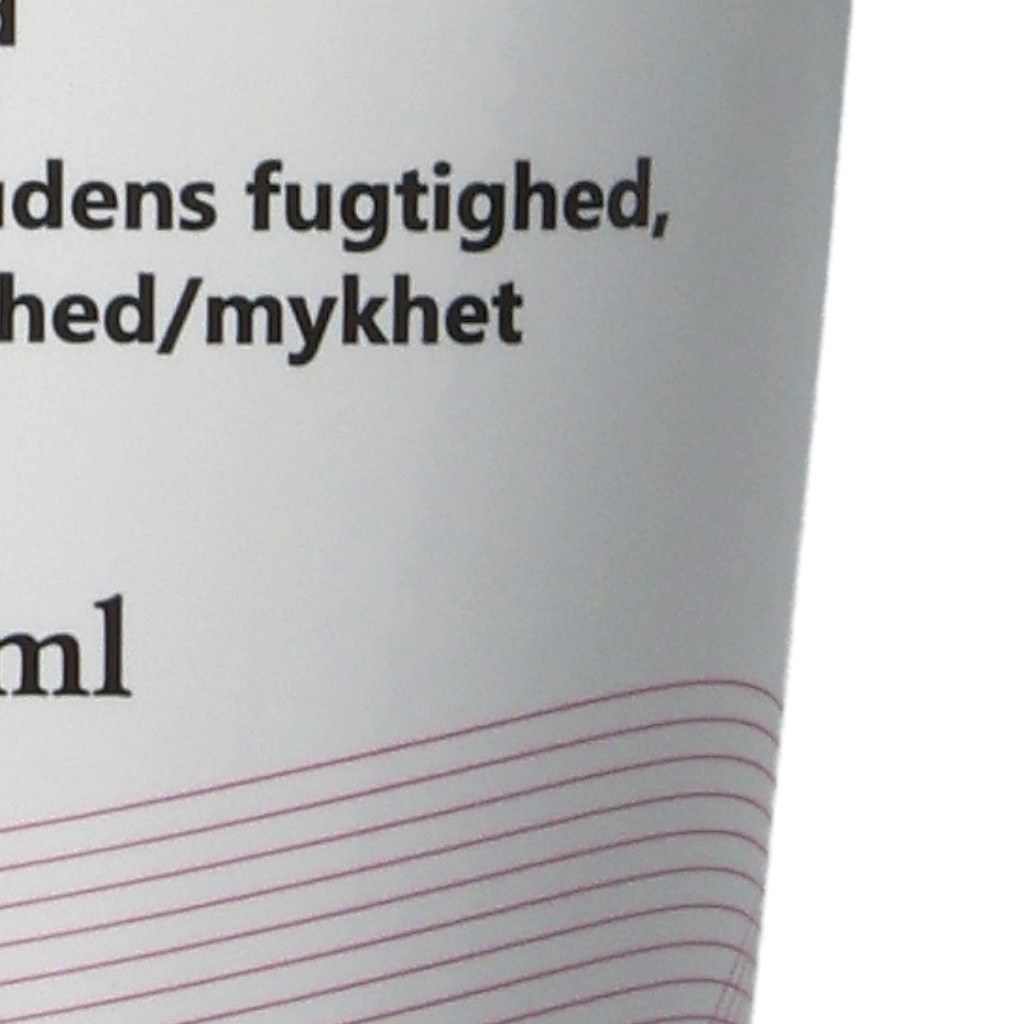 udens fugtighed,
hed/mykhet
ml